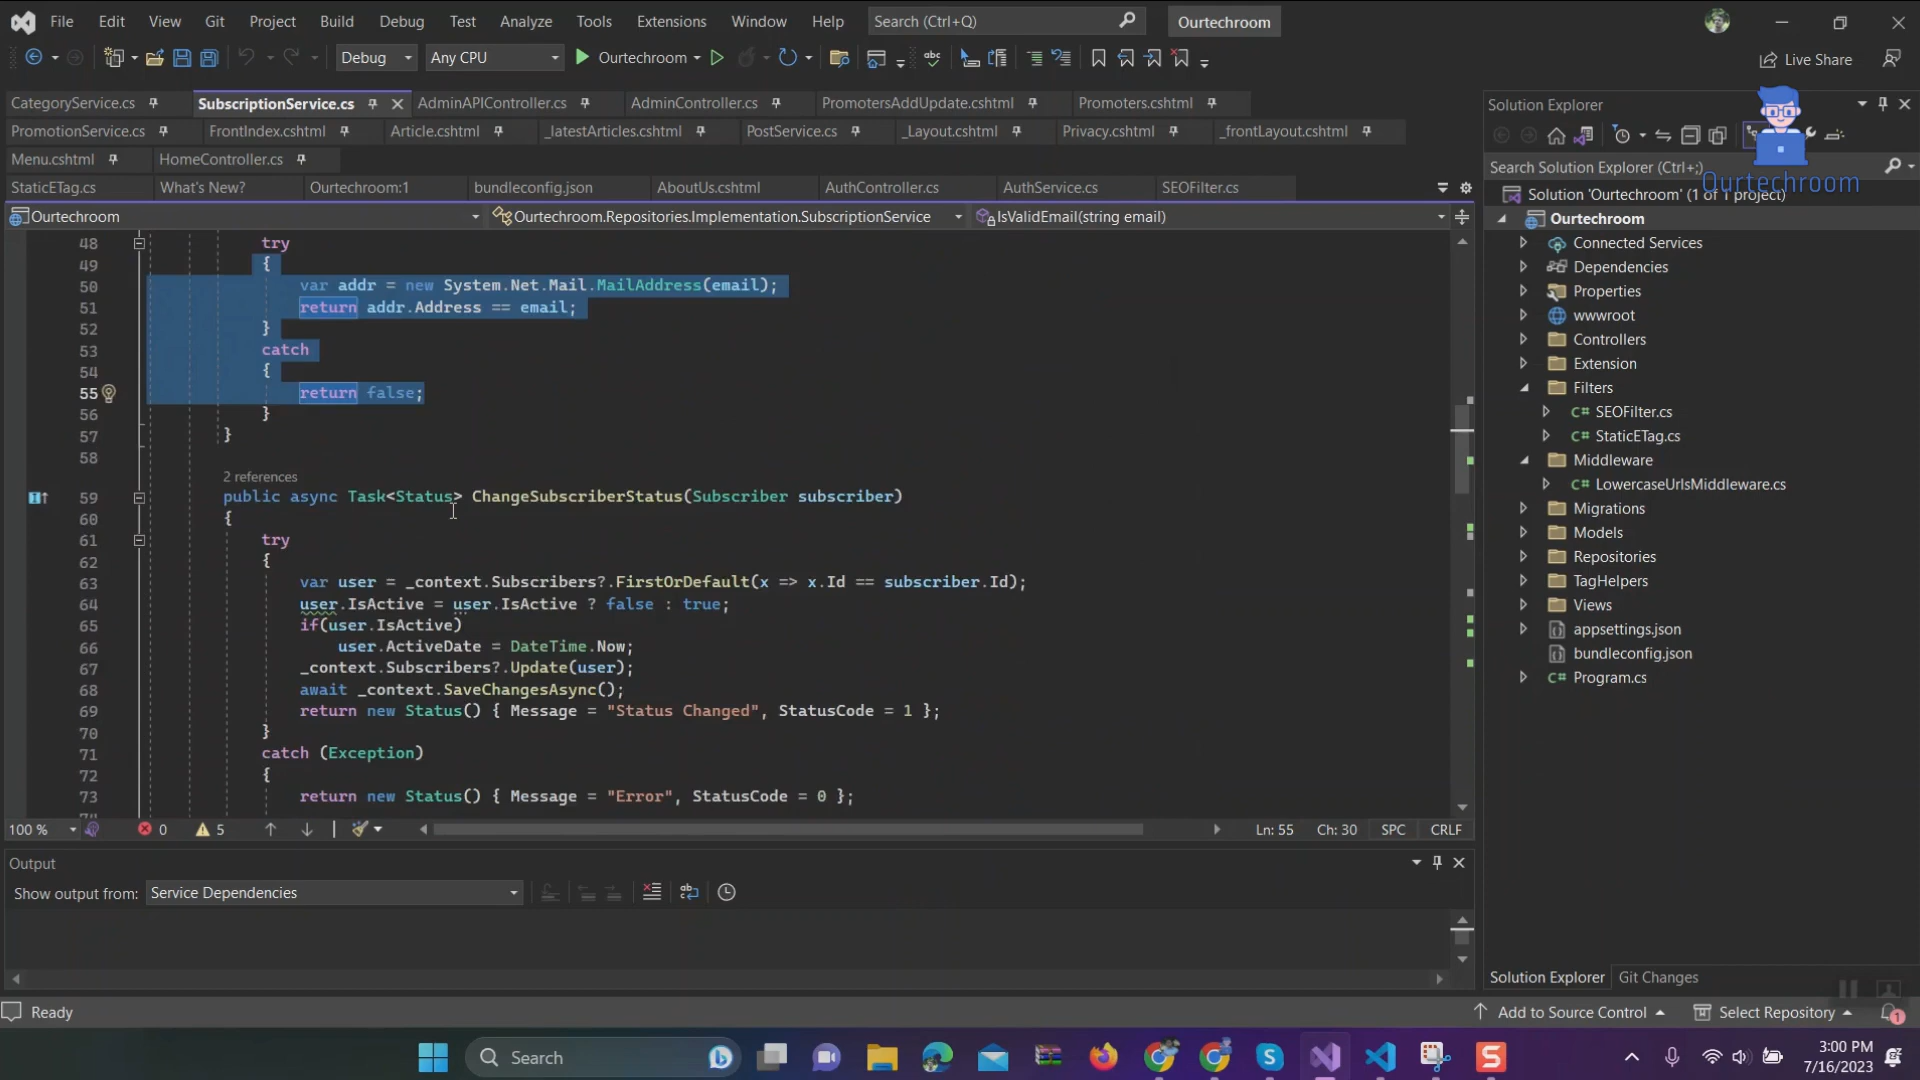 File Edit View Git Project Build Debug Test Analyze Tools Extensions Window Help Search (Ctrl+Q) Ourtechroom
Debug Any CPU Ourtechroom Live Share
CategoryService.cs SubscriptionService.cs AdminAPIController.cs AdminController.cs PromotersAddUpdate.cshtml Promoters.cshtml
PromotionService.cs FrontIndex.cshtml Article.cshtml _latestArticles.cshtml PostService.cs _Layout.cshtml Privacy.cshtml _frontLayout.cshtml
Menu.cshtml HomeController.cs
StaticETag.cs What's New? Ourtechroom:1 bundleconfig.json AboutUs.cshtml AuthController.cs AuthService.cs SEOFilter.cs
Ourtechroom Ourtechroom.Repositories.Implementation.SubscriptionService IsValidEmail(string email)
48 try
49 {
50 var addr = new System.Net.Mail.MailAddress(email);
51 return addr.Address == email;
52 }
53 catch
54 {
55 return false;
56 }
57 }
58
2 references
59 public async Task<Status> ChangeSubscriberStatus(Subscriber subscriber)
60 {
61 try
62 {
63 var user = _context.Subscribers?.FirstOrDefault(x => x.Id == subscriber.Id);
64 user.IsActive = user.IsActive ? false : true;
65 if(user.IsActive)
66 user.ActiveDate = DateTime.Now;
67 _context.Subscribers?.Update(user);
68 await _context.SaveChangesAsync();
69 return new Status() { Message = "Status Changed", StatusCode = 1 };
70 }
71 catch (Exception)
72 {
73 return new Status() { Message = "Error", StatusCode = 0 };
100 % 0 5 Ln: 55 Ch: 30 SPC CRLF
Output
Show output from: Service Dependencies
Solution Explorer
Search Solution Explorer (Ctrl+;)
Ourtechroom
Solution 'Ourtechroom' (1 of 1 project)
Ourtechroom
Connected Services
Dependencies
Properties
wwwroot
Controllers
Extension
Filters
C# SEOFilter.cs
C# StaticETag.cs
Middleware
C# LowercaseUrlsMiddleware.cs
Migrations
Models
Repositories
TagHelpers
Views
appsettings.json
bundleconfig.json
C# Program.cs
Solution Explorer Git Changes
Ready Add to Source Control Select Repository 1
Search 3:00 PM
7/16/2023